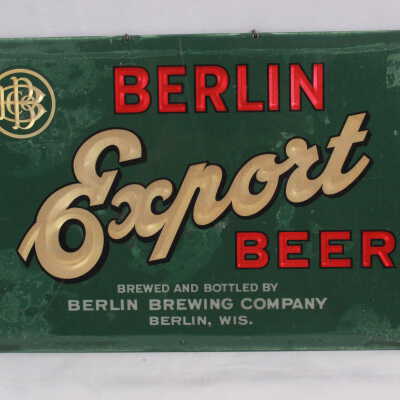 BERLIN
Export
BEER
BREWED AND BOTTLED BY
BERLIN BREWING COMPANY
BERLIN, WIS.